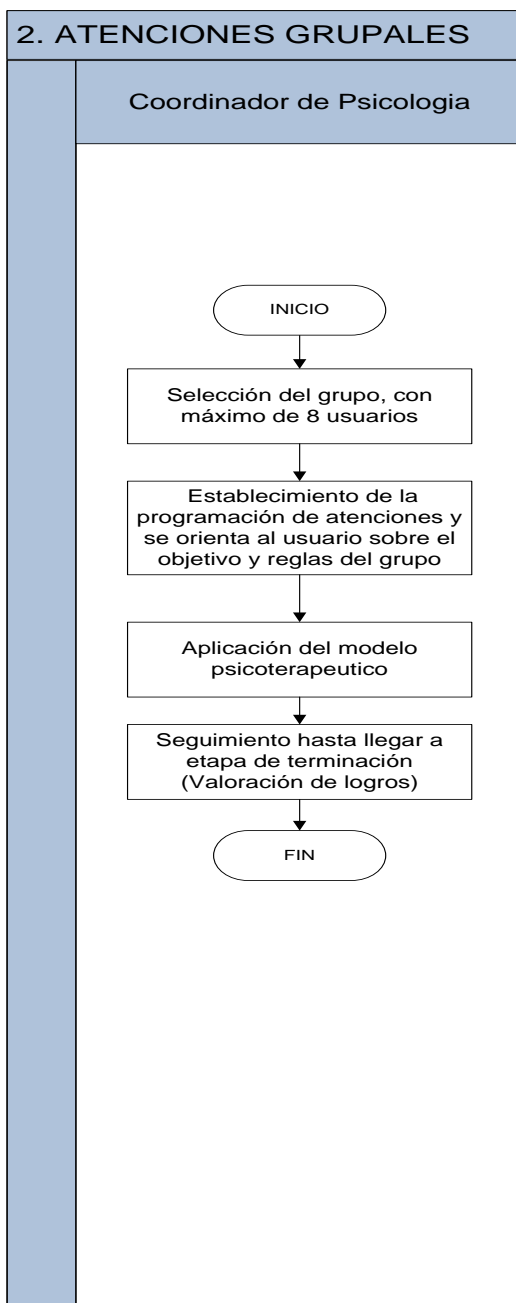 2. ATENCIONES GRUPALES
Coordinador de Psicologia
INICIO
Selección del grupo, con
máximo de 8 usuarios
Establecimiento de la
programación de atenciones y
se orienta al usuario sobre el
objetivo y reglas del grupo
Aplicación del modelo
psicoterapeutico
Seguimiento hasta llegar a
etapa de terminación
(Valoración de logros)
FIN